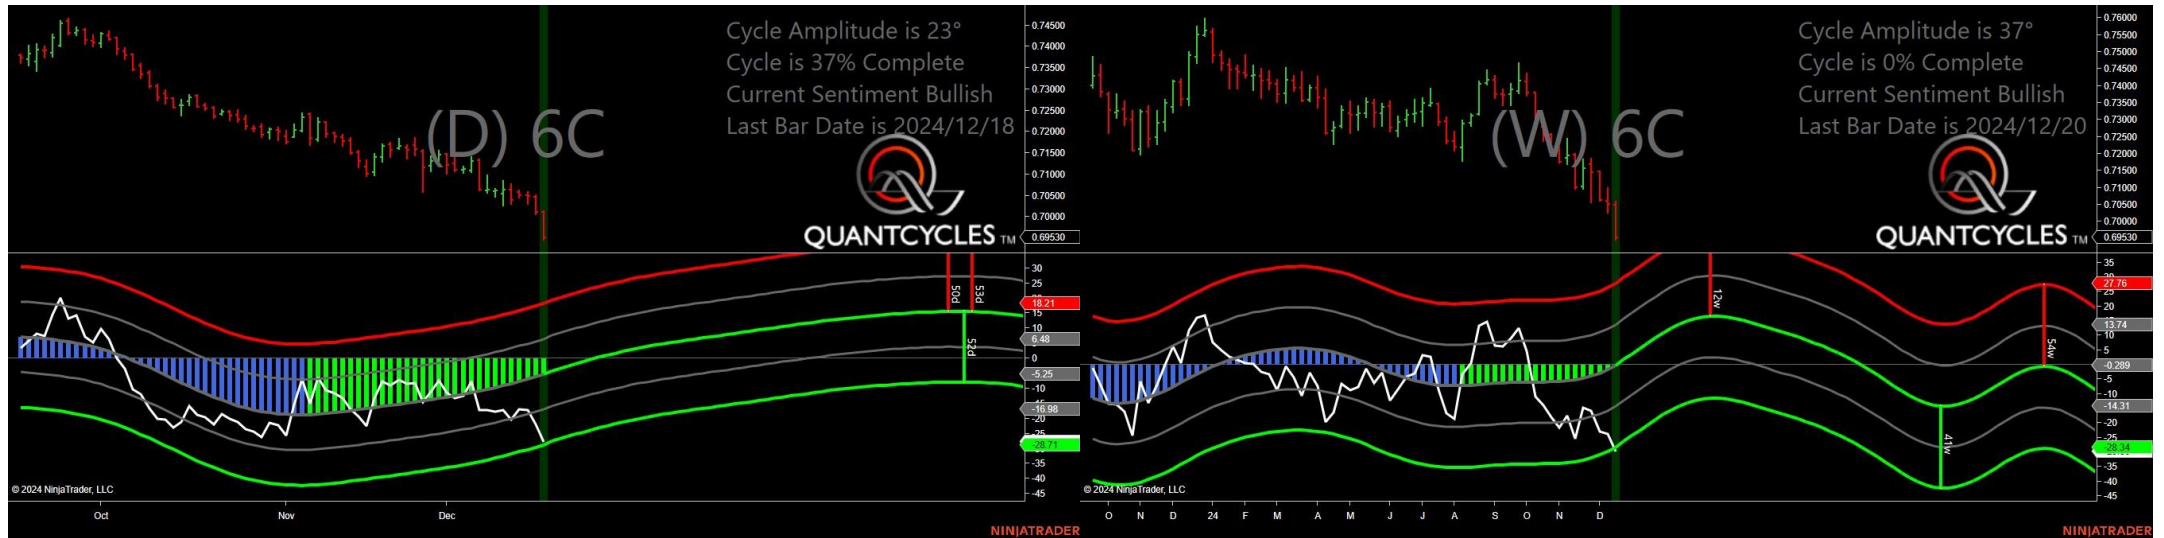 Cycle Amplitude is 23°
Cycle is 37% Complete
Current Sentiment Bullish
Last Bar Date is 2024/12/18
(D) 6C
QUANTCYCLES TM
0.74500
0.74000
0.73500
0.73000
0.72500
0.72000
0.71500
0.71000
0.70500
0.70000
0.69530
30
25
18.21
15
10
6.48
0
-5.25
-10
-16.98
-20
-25
-28.71
-35
-40
-45
50d
53d
52d
© 2024 NinjaTrader, LLC
Oct
Nov
Dec
NINJATRADER
Cycle Amplitude is 37°
Cycle is 0% Complete
Current Sentiment Bullish
Last Bar Date is 2024/12/20
(W) 6C
QUANTCYCLES TM
0.76000
0.75500
0.75000
0.74500
0.74000
0.73500
0.73000
0.72500
0.72000
0.71500
0.71000
0.70500
0.70000
0.69530
35
27.76
25
20
13.74
10
5
-0.289
-5
-10
-14.31
-20
-25
-28.34
-35
-40
-45
12w
41w
54w
© 2024 NinjaTrader, LLC
O
N
D
24
F
M
A
M
J
J
A
S
O
N
D
NINJATRADER